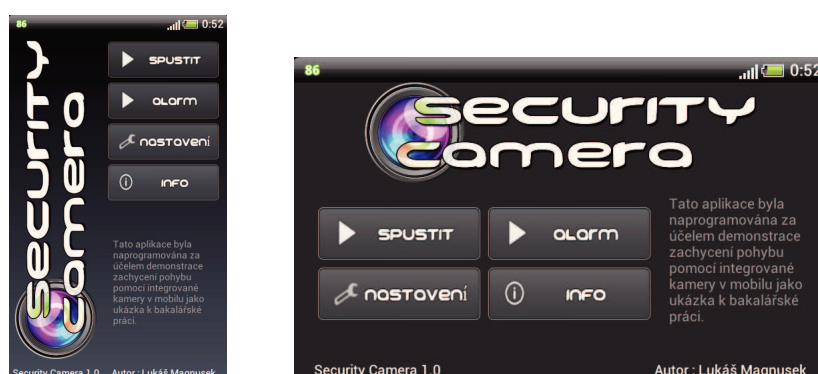 86
0:52
Security
Camera
SPUSTIT
ALARM
nastavení
INFO
Tato aplikace byla
naprogramována za
účelem demonstrace
zachycení pohybu
pomocí integrované
kamery v mobilu jako
ukázka k bakalářské
práci.
Security Camera 1.0
Autor : Lukáš Magnusek
86
0:52
Security
Camera
SPUSTIT
ALARM
nastavení
INFO
Tato aplikace byla
naprogramována za
účelem demonstrace
zachycení pohybu
pomocí integrované
kamery v mobilu jako
ukázka k bakalářské
práci.
Security Camera 1.0
Autor : Lukáš Magnusek